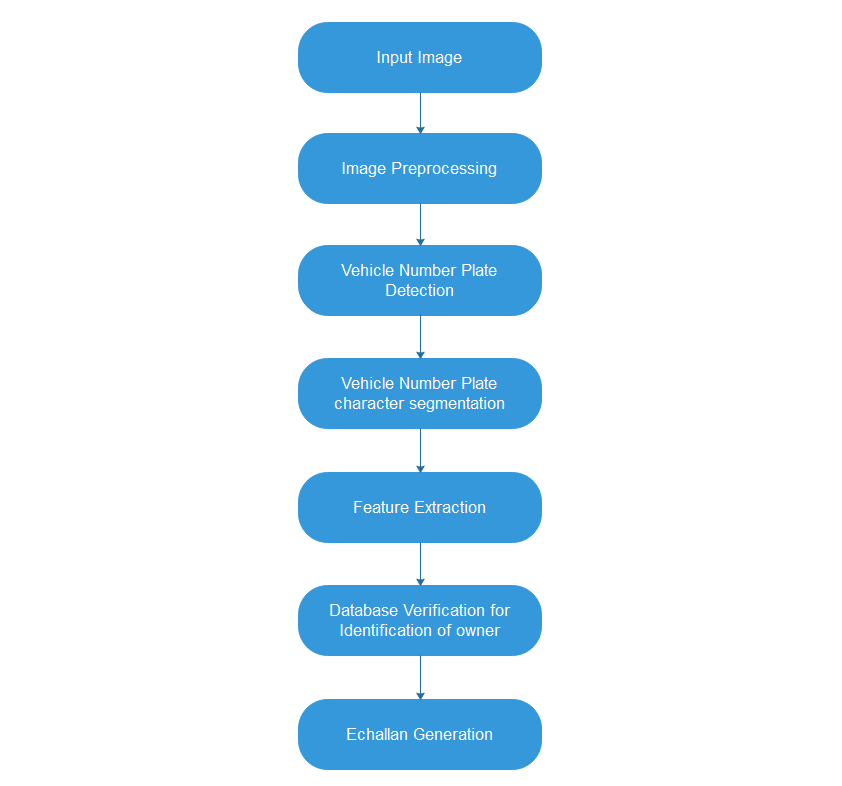 Input Image
Image Preprocessing
Vehicle Number Plate
Detection
Vehicle Number Plate
character segmentation
Feature Extraction
Database Verification for
Identification of owner
Echallan Generation